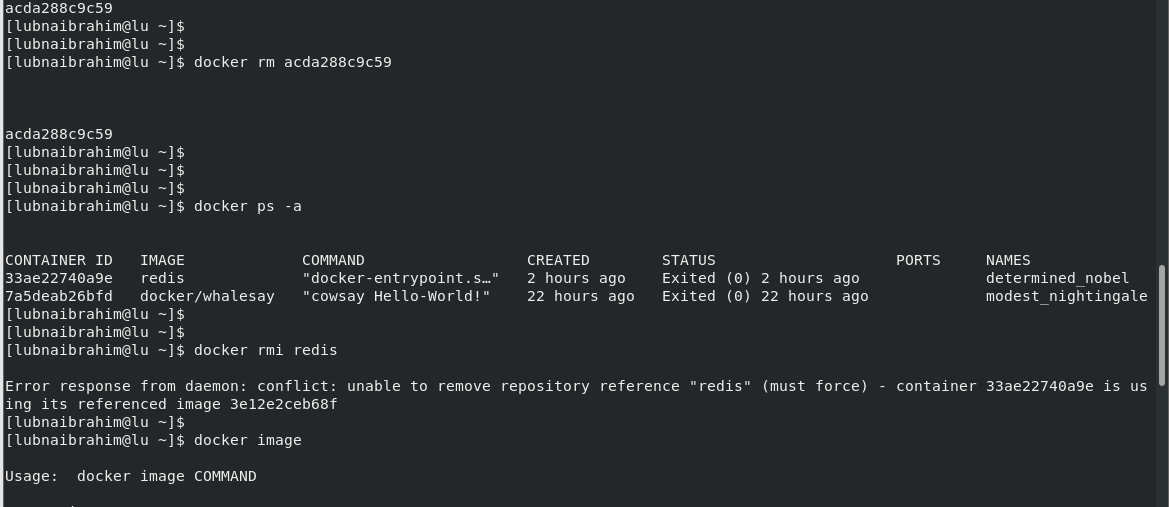 acda288c9c59
[lubnaibrahim@lu ~]$
[lubnaibrahim@lu ~]$
[lubnaibrahim@lu ~]$ docker rm acda288c9c59
acda288c9c59
[lubnaibrahim@lu ~]$
[lubnaibrahim@lu ~]$
[lubnaibrahim@lu ~]$
[lubnaibrahim@lu ~]$ docker ps -a
CONTAINER ID   IMAGE             COMMAND                  CREATED        STATUS                    PORTS     NAMES
33ae22740a9e   redis             "docker-entrypoint.s…"   2 hours ago    Exited (0) 2 hours ago              determined_nobel
7a5deab26bfd   docker/whalesay   "cowsay Hello-World!"    22 hours ago   Exited (0) 22 hours ago             modest_nightingale
[lubnaibrahim@lu ~]$
[lubnaibrahim@lu ~]$
[lubnaibrahim@lu ~]$ docker rmi redis
Error response from daemon: conflict: unable to remove repository reference "redis" (must force) - container 33ae22740a9e is us
ing its referenced image 3e12e2ceb68f
[lubnaibrahim@lu ~]$
[lubnaibrahim@lu ~]$ docker image
Usage:  docker image COMMAND